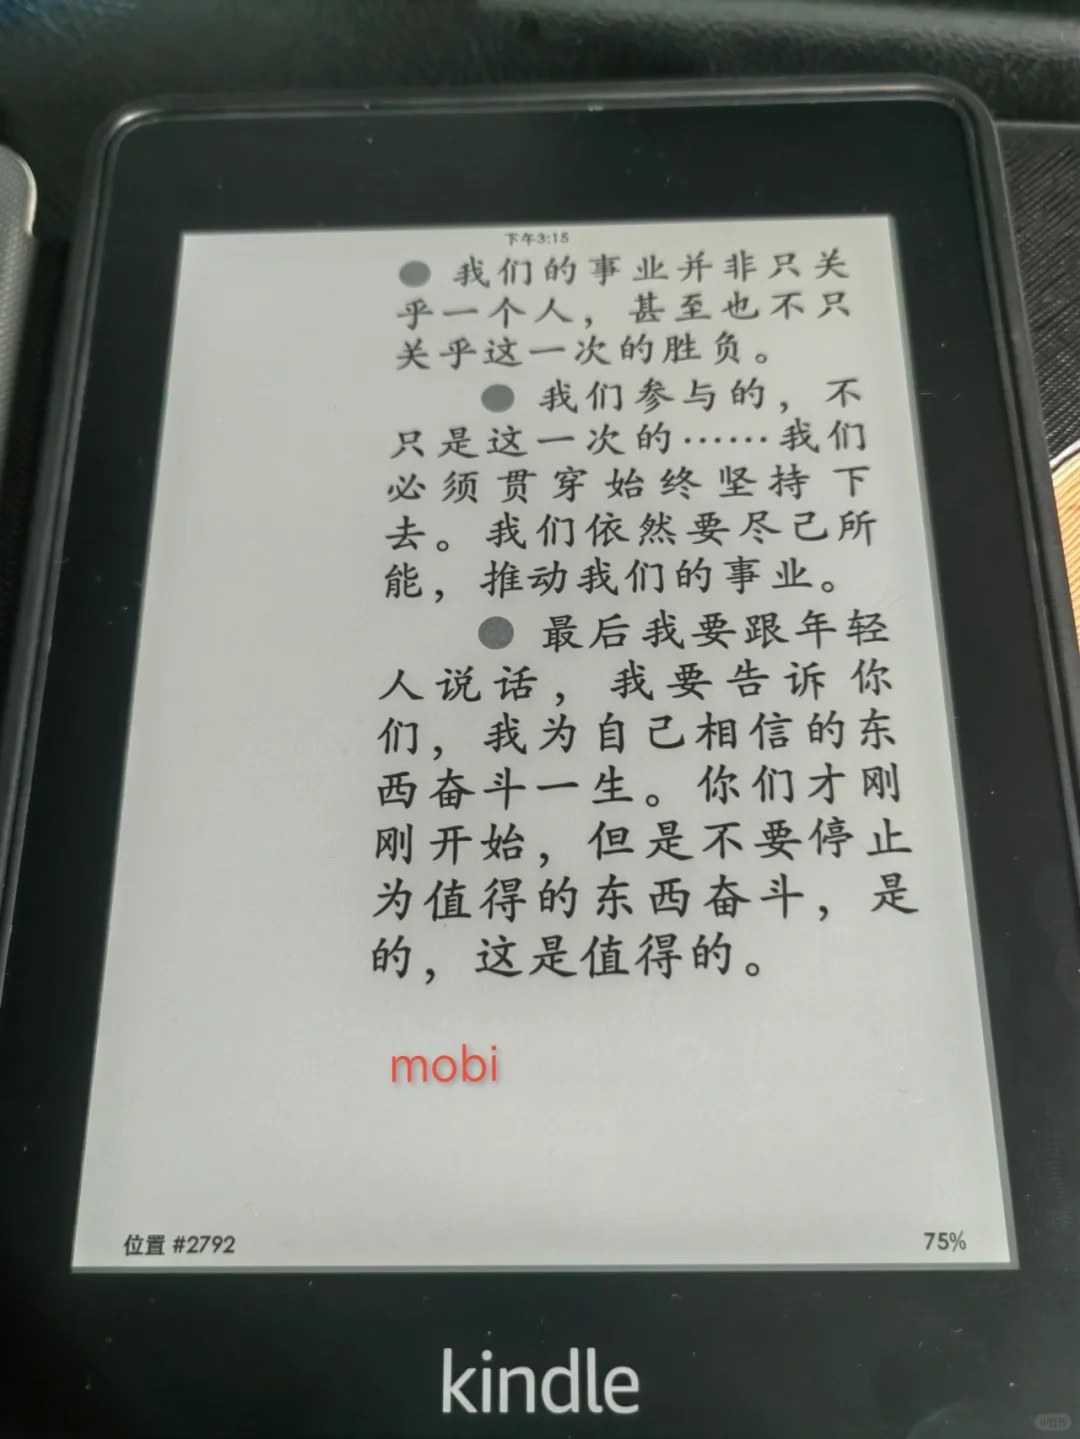 下午3:15
● 我们的事业并非只关
乎一个人，甚至也不只
关乎这一次的胜负。
● 我们参与的，不
只是这一次的……我们
必须贯穿始终坚持下
去。我们依然要尽己所
能，推动我们的事业。
● 最后我要跟年轻
人说话，我要告诉你
们，我为自己相信的东
西奋斗一生。你们才刚
刚开始，但是不要停止
为值得的东西奋斗，是
的，这是值得的。
mobi
位置 #2792
75%
kindle
小红书